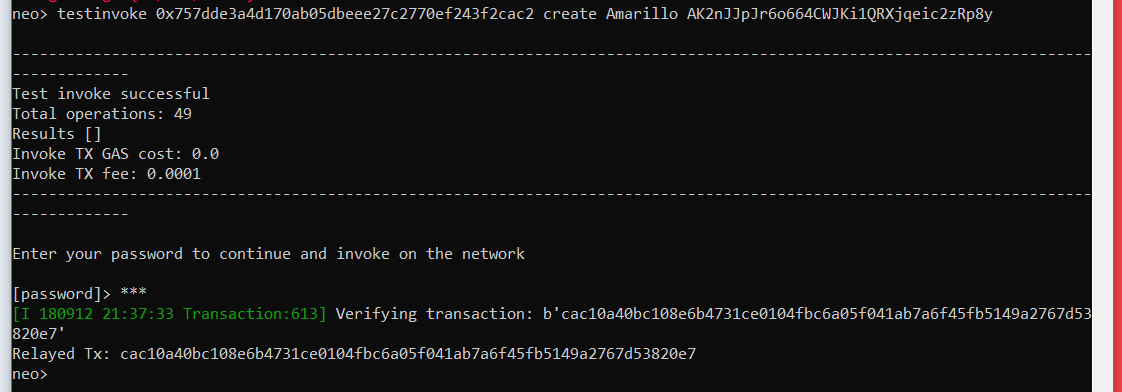 neo> testinvoke 0x757dde3a4d170ab05dbeee27c2770ef243f2cac2 create Amarillo AK2nJJpJr6o664CWJKi1QRXjqeic2zRp8y
-----------------------------------------------------------------------------------------------------------------------
-------------
Test invoke successful
Total operations: 49
Results []
Invoke TX GAS cost: 0.0
Invoke TX fee: 0.0001
-----------------------------------------------------------------------------------------------------------------------
-------------
Enter your password to continue and invoke on the network
[password]> ***
[I 180912 21:37:33 Transaction:613] Verifying transaction: b'cac10a40bc108e6b4731ce0104fbc6a05f041ab7a6f45fb5149a2767d53
820e7'
Relayed Tx: cac10a40bc108e6b4731ce0104fbc6a05f041ab7a6f45fb5149a2767d53820e7
neo>